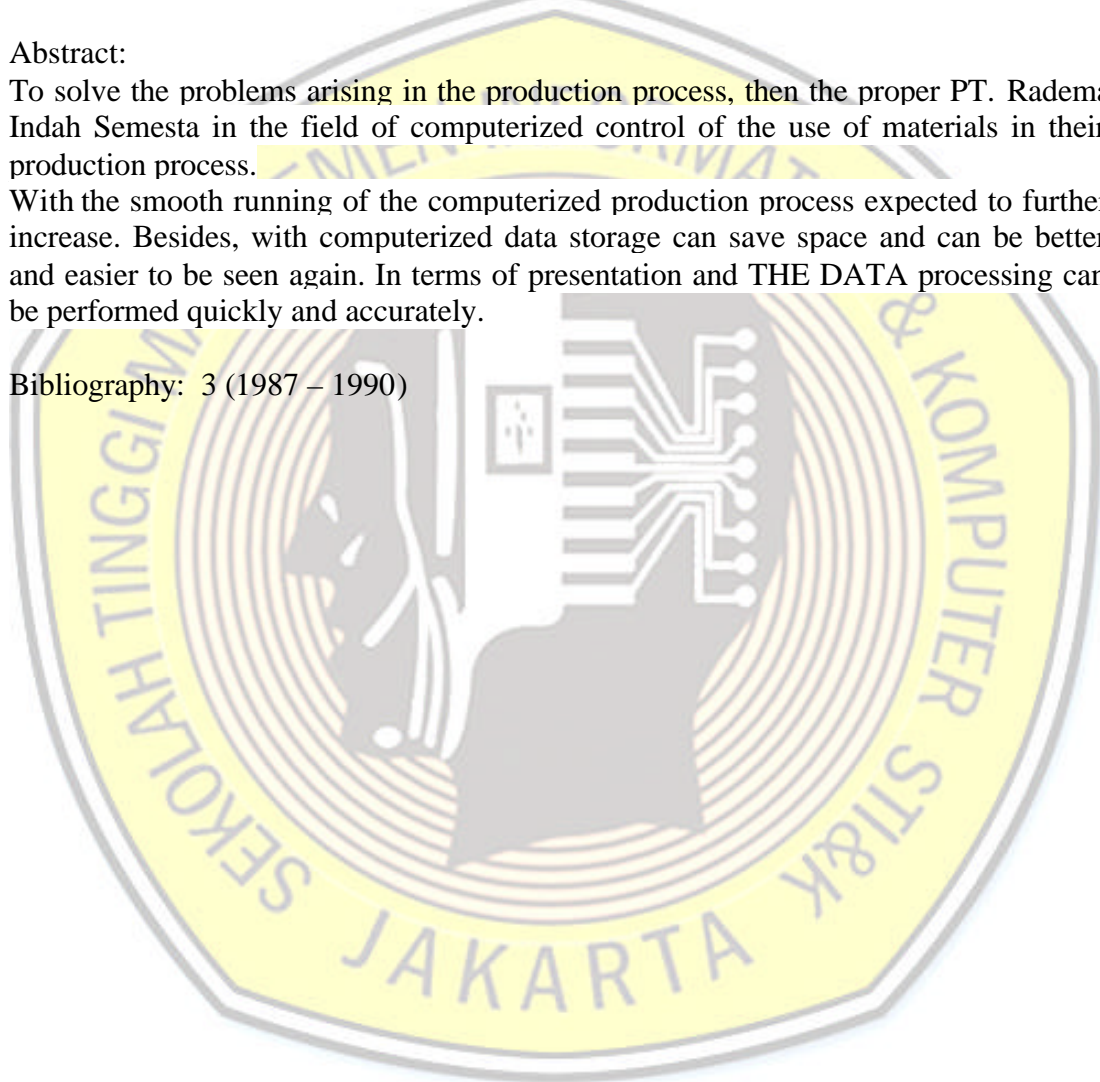 Abstract:
To solve the problems arising in the production process, then the proper PT. Radema
Indah Semesta in the field of computerized control of the use of materials in their
production process.
With the smooth running of the computerized production process expected to further
increase. Besides, with computerized data storage can save space and can be better
and easier to be seen again. In terms of presentation and THE DATA processing can
be performed quickly and accurately.
Bibliography: 3 (1987 – 1990)
SEKOLAH TINGGI
& KOMPUTER STI&K
JAKARTA